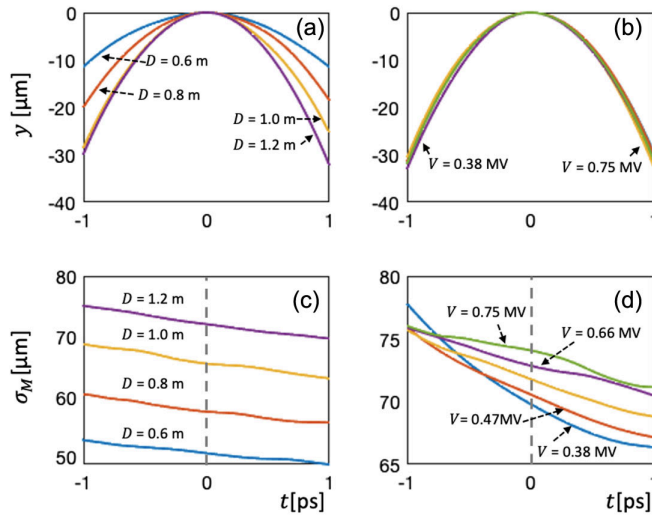 (a)
0
-10
-20
-30
-40
y [μm]
D = 0.6 m
D = 0.8 m
D = 1.0 m
D = 1.2 m
-1 0 1
(b)
0
-10
-20
-30
-40
V = 0.38 MV
V = 0.75 MV
-1 0 1
(c)
80
70
60
50
σM [μm]
D = 1.2 m
D = 1.0 m
D = 0.8 m
D = 0.6 m
-1 0 1
t[ps]
(d)
80
75
70
65
V = 0.75 MV
V = 0.66 MV
V = 0.47MV
V = 0.38 MV
-1 0 1
t[ps]